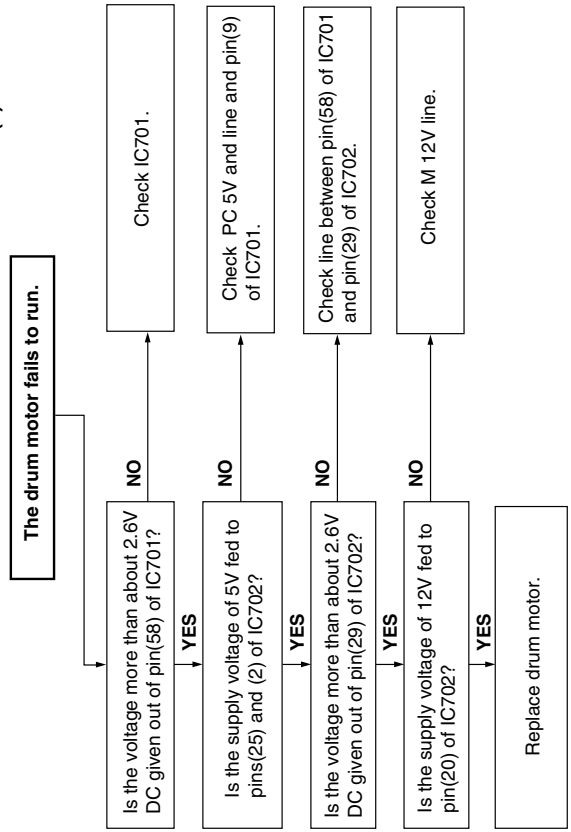 The drum motor fails to run.
Is the voltage more than about 2.6V
DC given out of pin(58) of IC701?
NO
Check IC701.
YES
Is the supply voltage of 5V fed to
pins(25) and (2) of IC702?
NO
Check PC 5V and line and pin(9)
of IC701.
YES
Is the voltage more than about 2.6V
DC given out of pin(29) of IC702?
NO
Check line between pin(58) of IC701
and pin(29) of IC702.
YES
Is the supply voltage of 12V fed to
pin(20) of IC702?
NO
Check M 12V line.
YES
Replace drum motor.